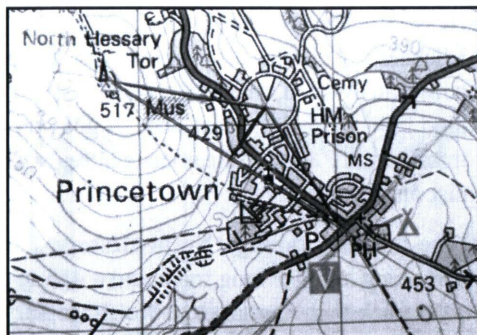 North Hessary
Tor
390
Cemy
517
Mus
HM
Prison
429
MS
Princetown
P
PH
V
453